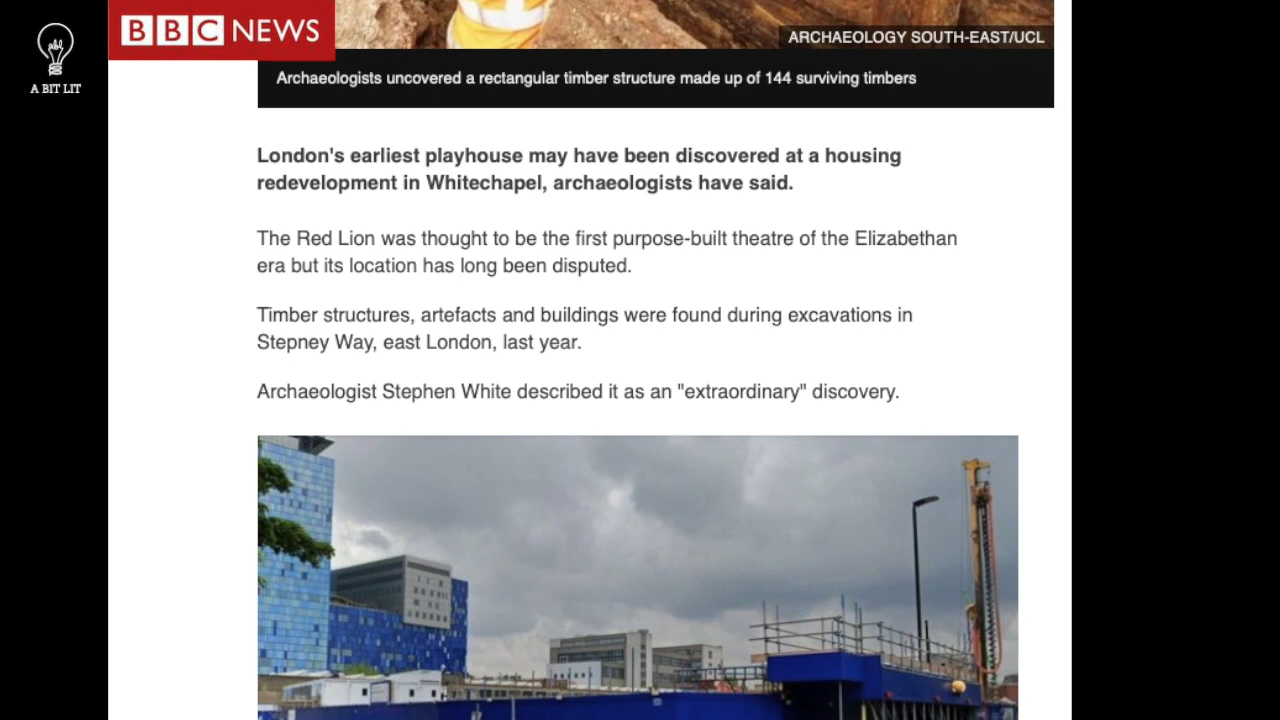 BBC NEWS
A BIT LIT
ARCHAEOLOGY SOUTH-EAST/UCL
Archaeologists uncovered a rectangular timber structure made up of 144 surviving timbers
London's earliest playhouse may have been discovered at a housing
redevelopment in Whitechapel, archaeologists have said.
The Red Lion was thought to be the first purpose-built theatre of the Elizabethan
era but its location has long been disputed.
Timber structures, artefacts and buildings were found during excavations in
Stepney Way, east London, last year.
Archaeologist Stephen White described it as an "extraordinary" discovery.